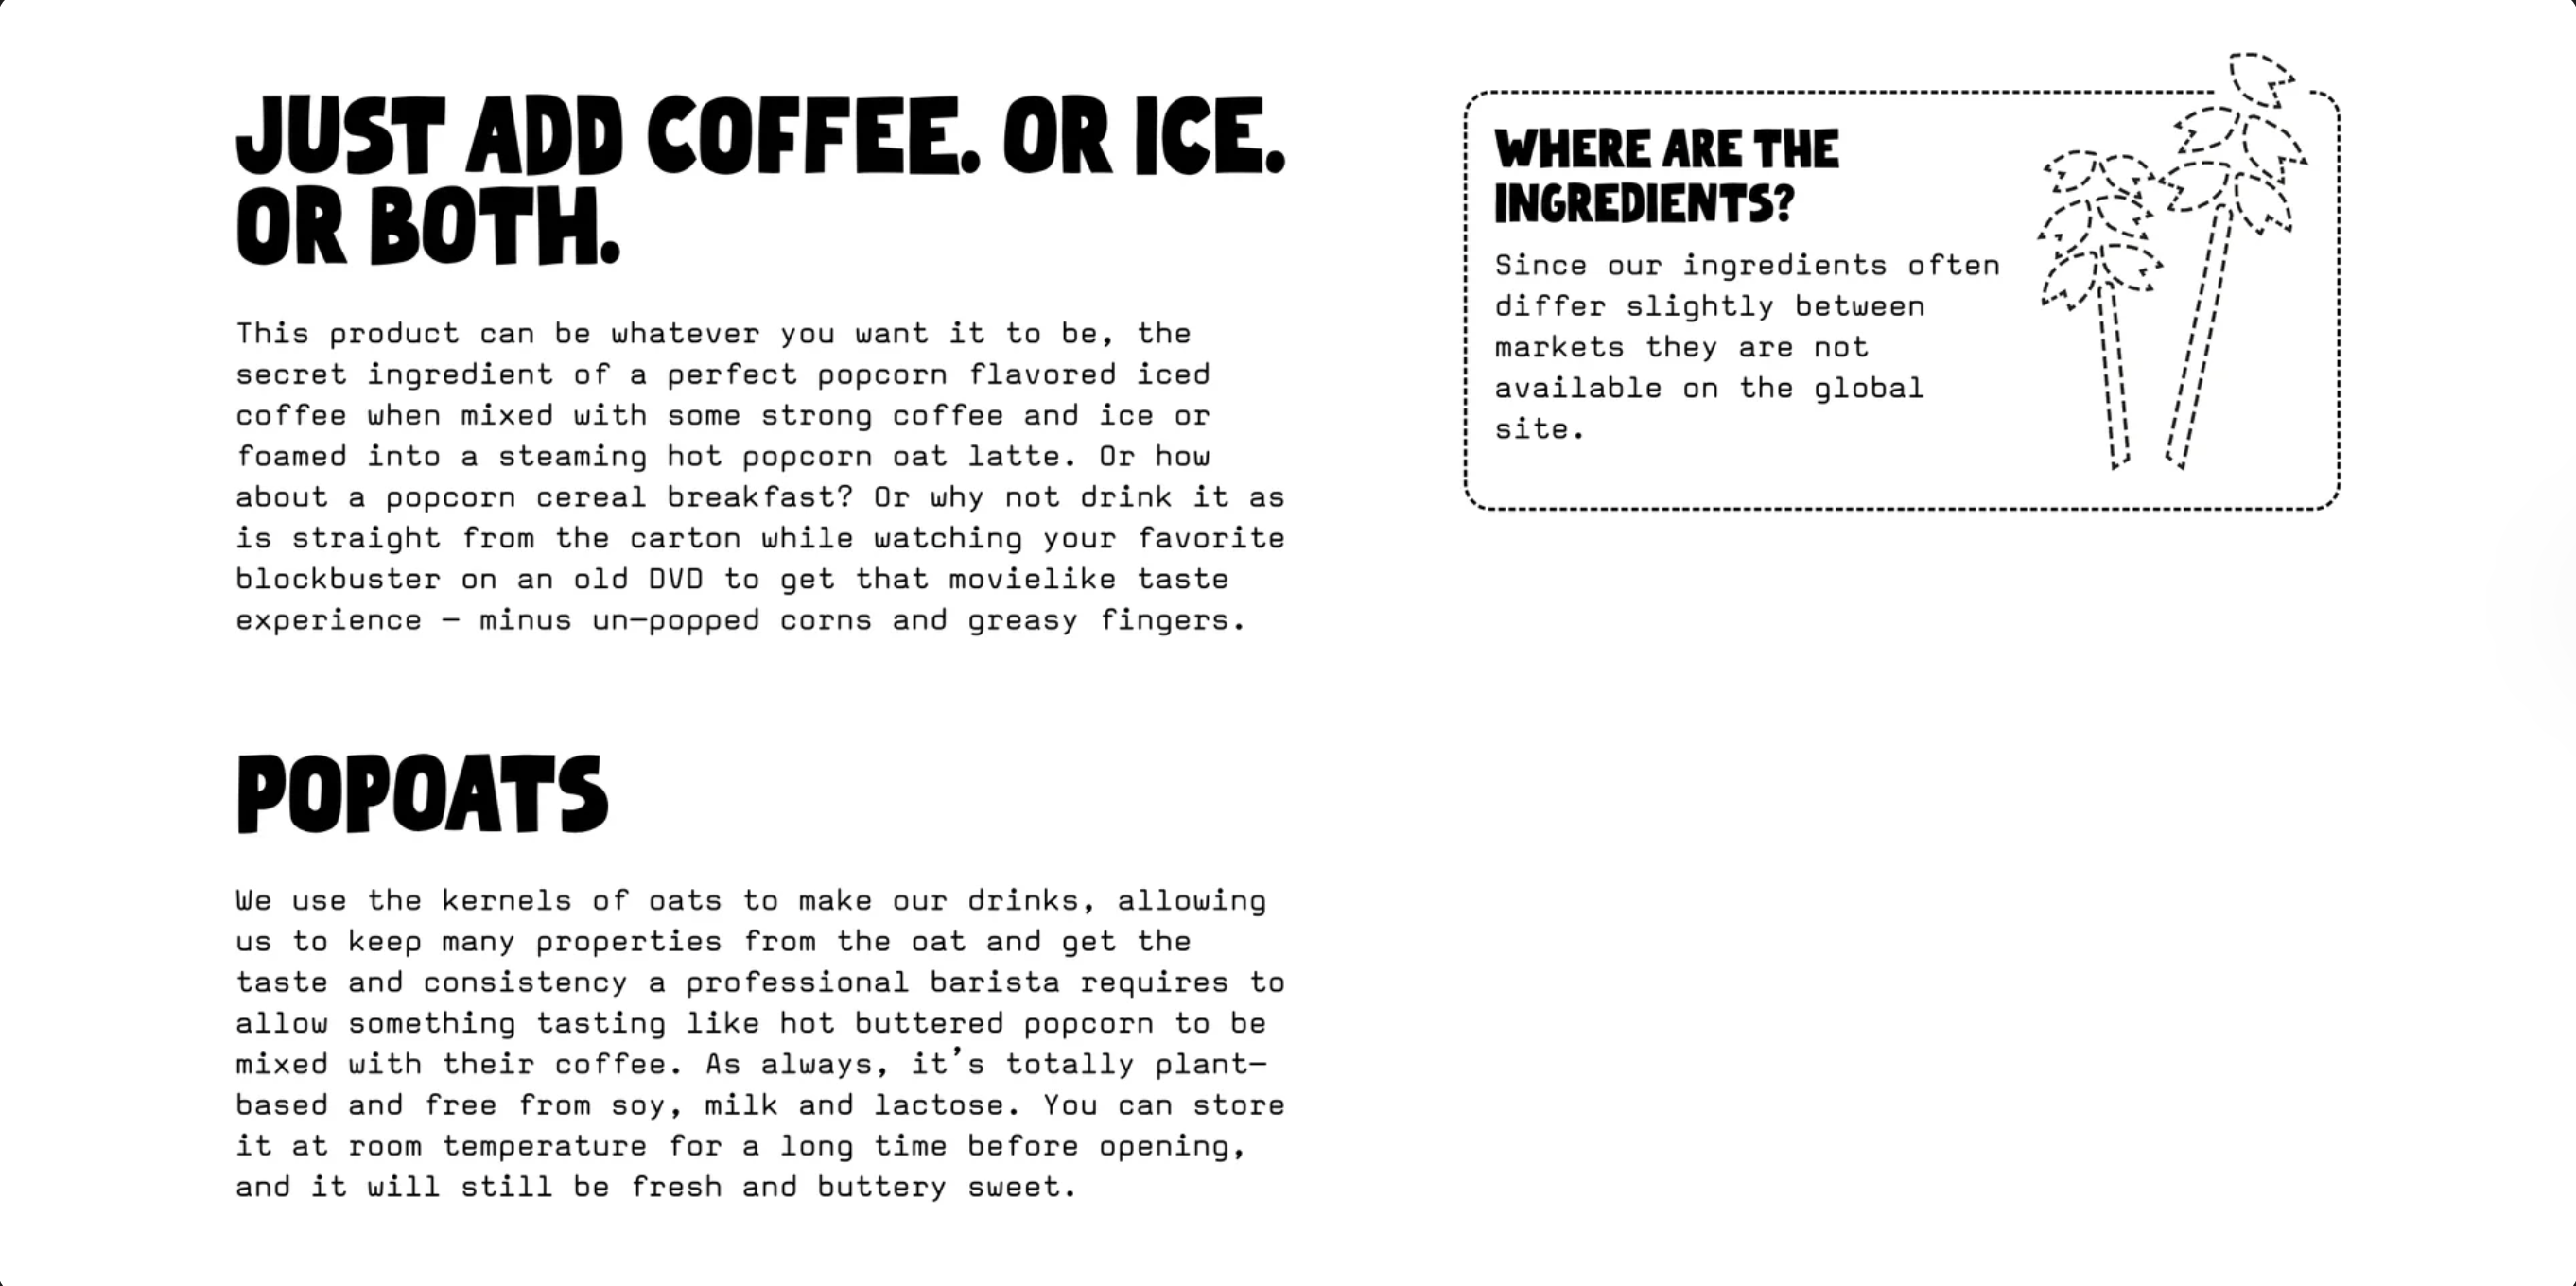 JUST ADD COFFEE. OR ICE.
OR BOTH.
This product can be whatever you want it to be, the
secret ingredient of a perfect popcorn flavored iced
coffee when mixed with some strong coffee and ice or
foamed into a steaming hot popcorn oat latte. Or how
about a popcorn cereal breakfast? Or why not drink it as
is straight from the carton while watching your favorite
blockbuster on an old DVD to get that movielike taste
experience – minus un-popped corns and greasy fingers.
POPOATS
We use the kernels of oats to make our drinks, allowing
us to keep many properties from the oat and get the
taste and consistency a professional barista requires to
allow something tasting like hot buttered popcorn to be
mixed with their coffee. As always, it’s totally plant-
based and free from soy, milk and lactose. You can store
it at room temperature for a long time before opening,
and it will still be fresh and buttery sweet.
WHERE ARE THE
INGREDIENTS?
Since our ingredients often
differ slightly between
markets they are not
available on the global
site.